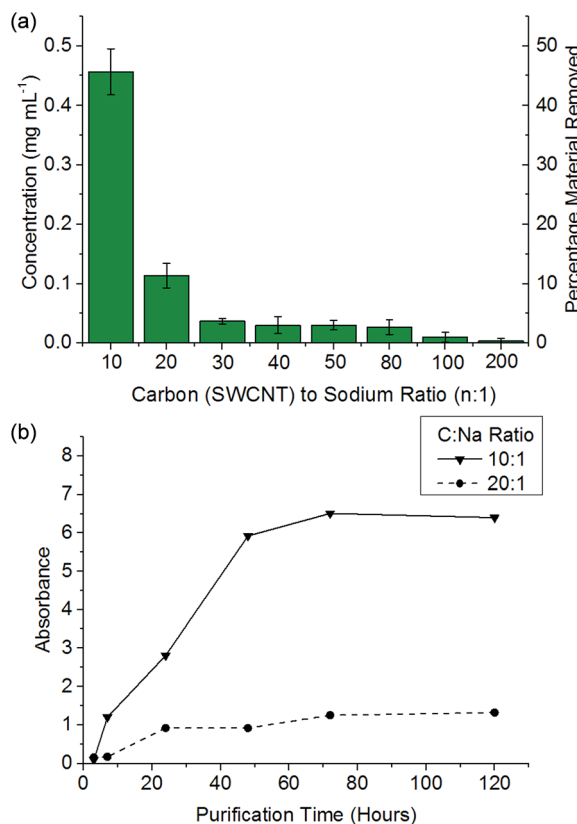 (a)
0.5
0.4
0.3
0.2
0.1
0.0
Concentration (mg mL⁻¹)
50
40
30
20
10
0
Percentage Material Removed
10 20 30 40 50 80 100 200
Carbon (SWCNT) to Sodium Ratio (n:1)
(b)
C:Na Ratio
10:1
20:1
8
7
6
5
4
3
2
1
0
Absorbance
0 20 40 60 80 100 120
Purification Time (Hours)